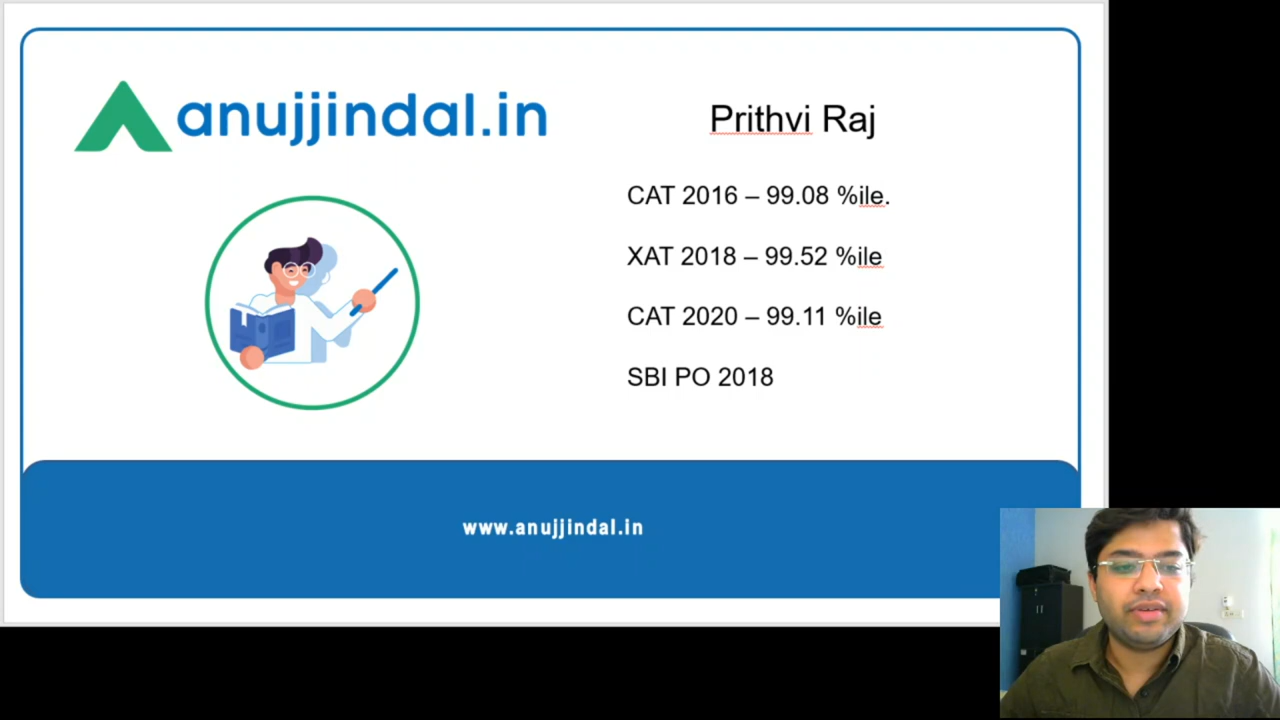 anujjindal.in
Prithvi Raj
CAT 2016 – 99.08 %ile.
XAT 2018 – 99.52 %ile
CAT 2020 – 99.11 %ile
SBI PO 2018
www.anujjindal.in